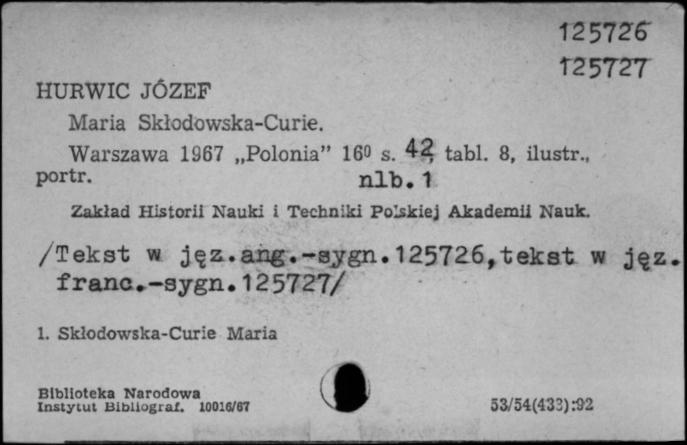 125726
125727
HURWIC JÓZEF
Maria Skłodowska-Curie.
Warszawa 1967 „Polonia” 16⁰ s. 42, tabl. 8, ilustr.,
portr. nlb. 1
Zakład Historii Nauki i Techniki Polskiej Akademii Nauk.
/Tekst w jęz.ang.-sygn.125726,tekst w jęz.
franc.-sygn.125727/
1. Skłodowska-Curie Maria
Biblioteka Narodowa
Instytut Bibliograf. 10016/67
53/54(433):92